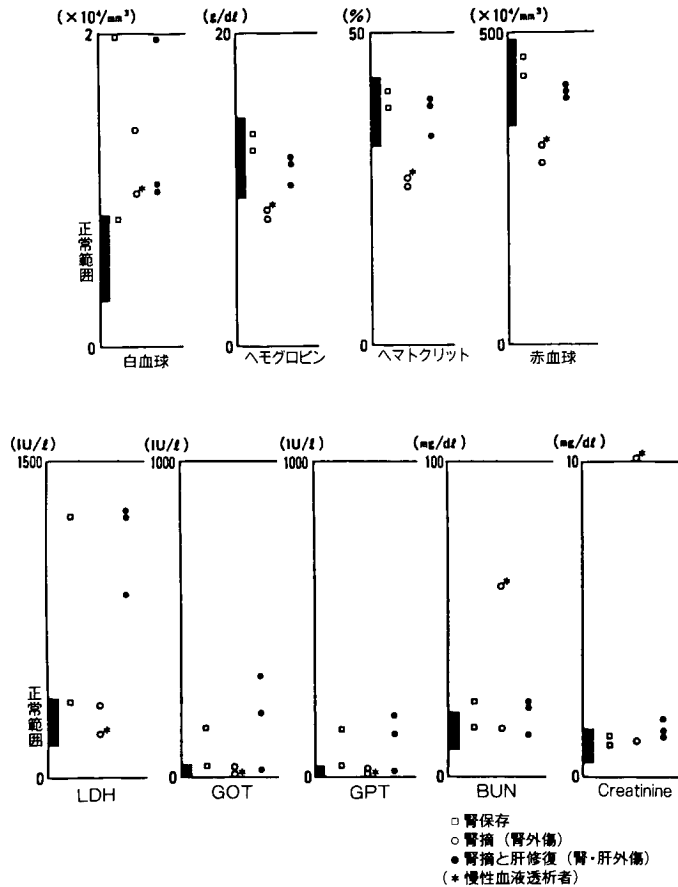 (×10⁴/mm³)
2
0
正常範囲
*
白血球
(g/dℓ)
20
0
*
ヘモグロビン
(%)
50
0
*
ヘマトクリット
(×10⁴/mm³)
500
0
*
赤血球
(IU/ℓ)
1500
0
正常範囲
*
LDH
(IU/ℓ)
1000
0
*
GOT
(IU/ℓ)
1000
0
*
GPT
(mg/dℓ)
100
0
*
BUN
(mg/dℓ)
10
0
*
Creatinine
□ 腎保存
○ 腎摘（腎外傷）
● 腎摘と肝修復（腎・肝外傷）
(* 慢性血液透析者)